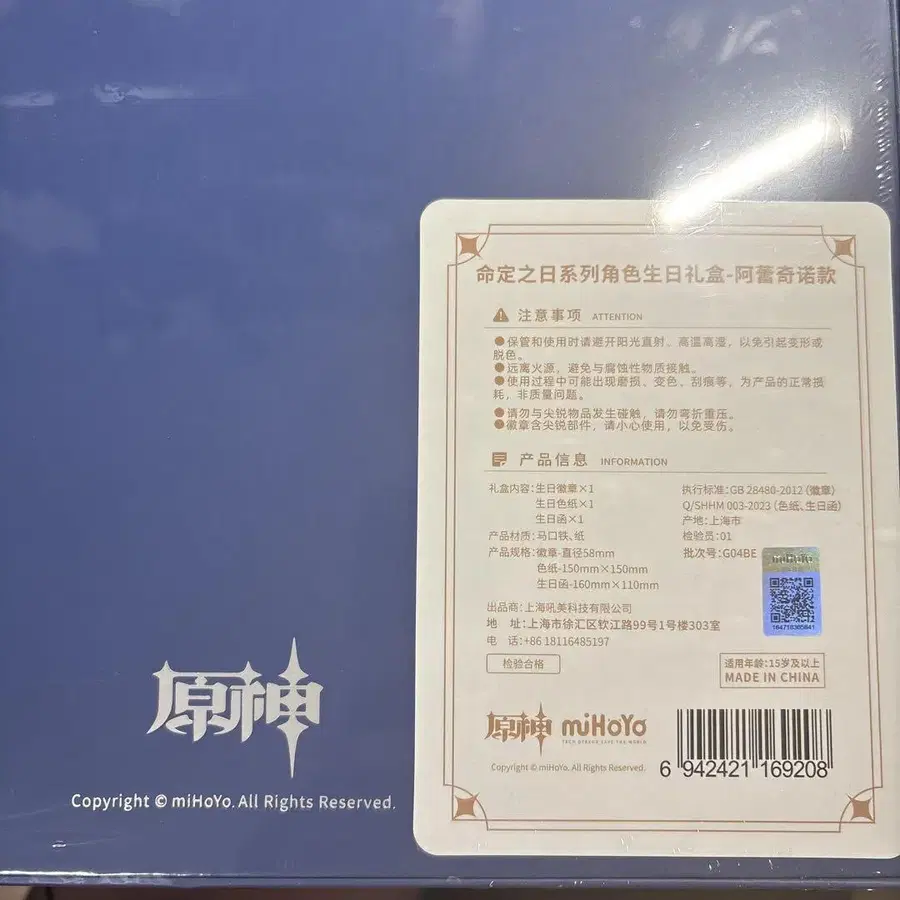 命定之日系列角色生日礼盒-阿蕾奇诺款
注意事项 ATTENTION
●保管和使用时请避开阳光直射、高温高湿，以免引起变形或
脱色。
●远离火源，避免与腐蚀性物质接触。
●使用过程中可能出现磨损、变色、刮痕等，为产品的正常损
耗，非质量问题。
●请勿与尖锐物品发生碰触，请勿弯折重压。
●徽章含尖锐部件，请小心使用，以免受伤。
产品信息 INFORMATION
礼盒内容：生日徽章×1
生日色纸×1
生日函×1
产品材质：马口铁、纸
产品规格：徽章-直径58mm
色纸-150mm×150mm
生日函-160mm×110mm
执行标准：GB 28480-2012（徽章）
Q/SHHM 003-2023（色纸、生日函）
产地：上海市
检验员：01
批次号：G04BE
miHoYo
164718305841
出品商：上海吼美科技有限公司
地 址：上海市徐汇区钦江路99号1号楼303室
电 话：+86 18116485197
检验合格
适用年龄：15岁及以上
MADE IN CHINA
原神 miHoYo
TECH OTAKUS SAVE THE WORLD
Copyright © miHoYo. All Rights Reserved.
6 942421 169208
原神
Copyright © miHoYo. All Rights Reserved.